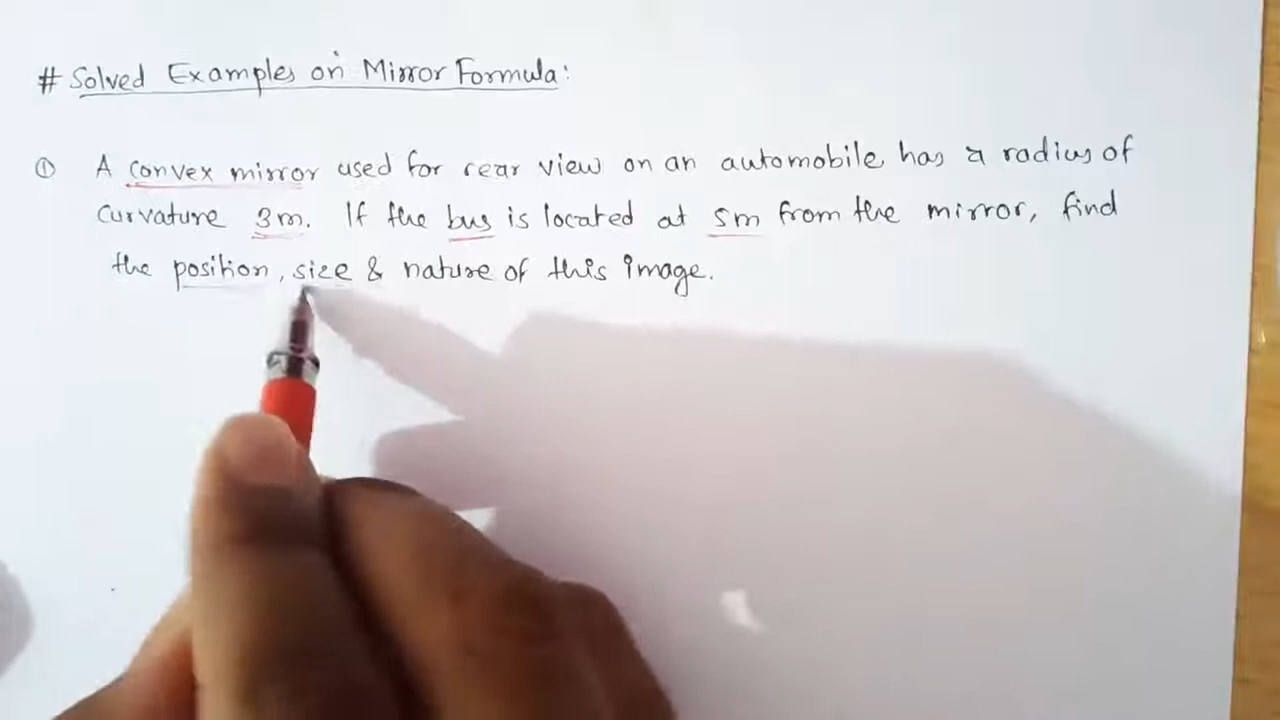 # Solved Examples on Mirror Formula:
① A convex mirror used for rear view on an automobile has a radius of
curvature 3m. If the bus is located at 5m from the mirror, find
the position, size & nature of this image.